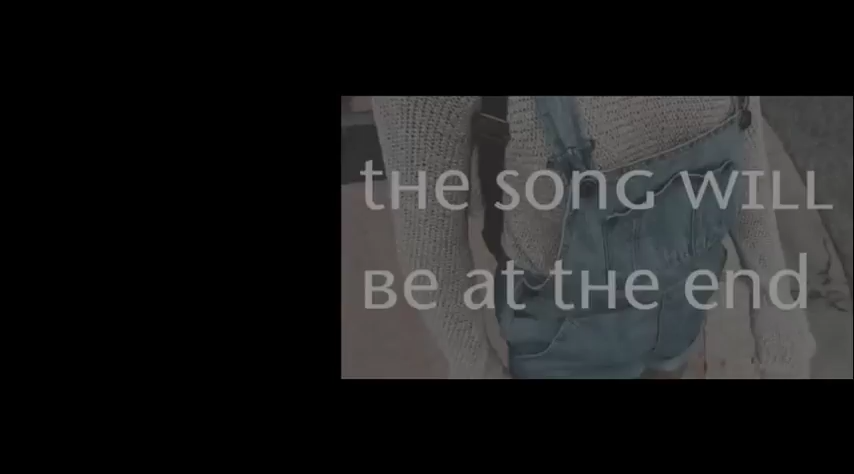 the song will
be at the end